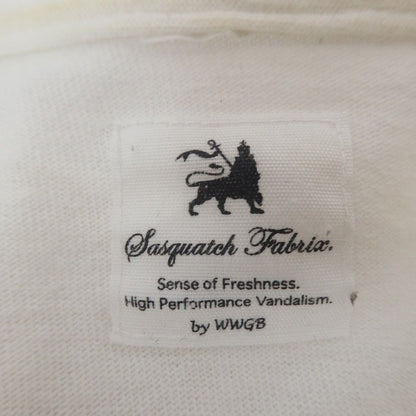 Sasquatch Fabrix.
Sense of Freshness.
High Performance Vandalism.
by WWGB